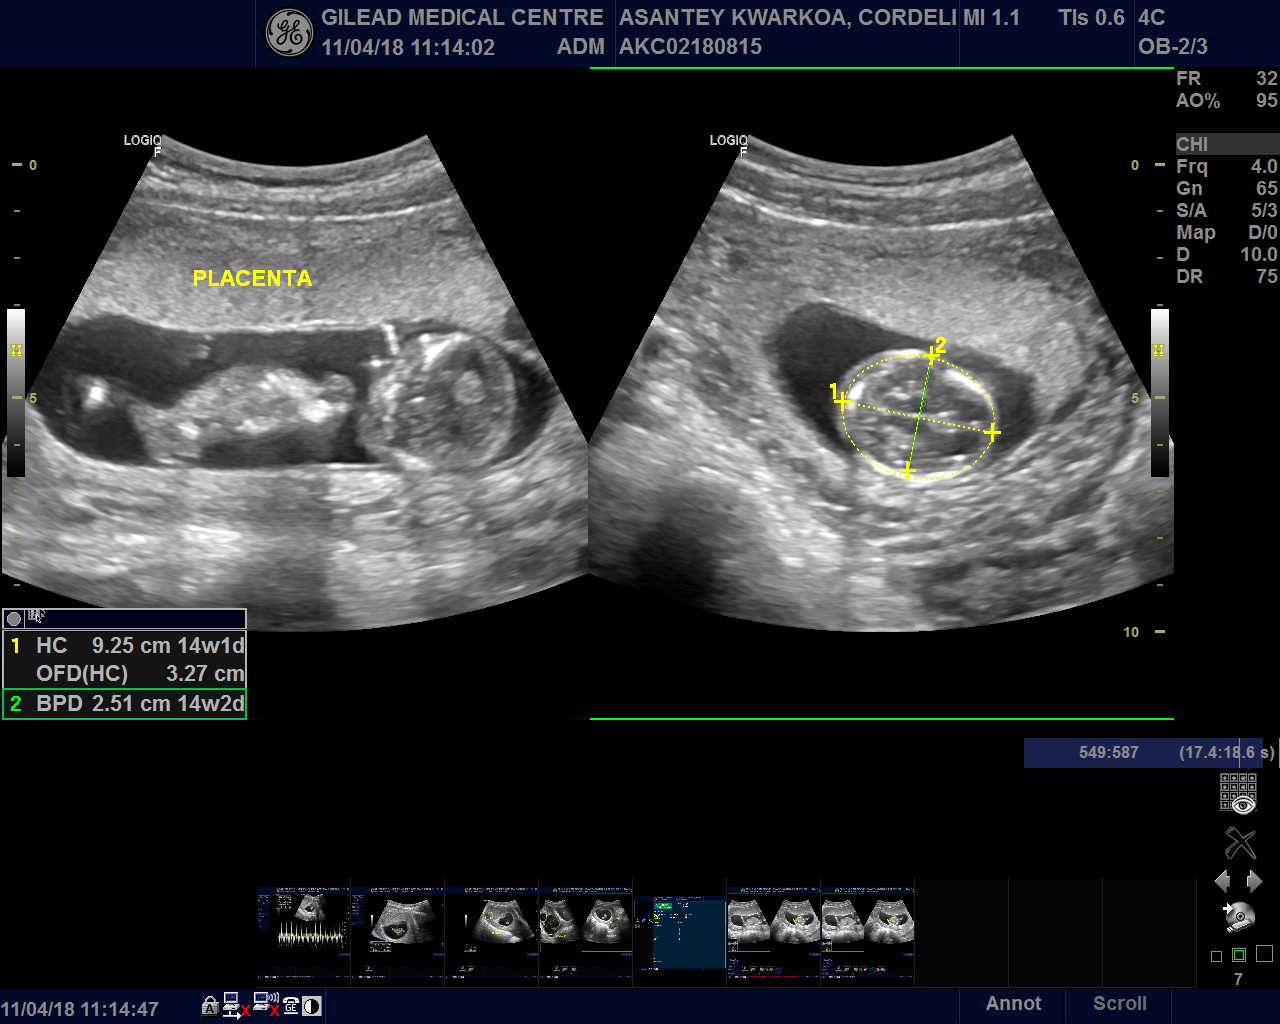 GILEAD MEDICAL CENTRE
11/04/18 11:14:02 ADM
ASANTEY KWARKOA, CORDELI
AKC02180815
MI 1.1 TIs 0.6
4C
OB-2/3
FR 32
AO% 95
CHI
Frq 4.0
Gn 65
S/A 5/3
Map D/0
D 10.0
DR 75
LOGIQ
F
0
5
PLACENTA
LOGIQ
F
0
5
10
1
2
1 HC 9.25 cm 14w1d
OFD(HC) 3.27 cm
2 BPD 2.51 cm 14w2d
549:587 (17.4:18.6 s)
7
11/04/18 11:14:47
A
GE
Annot
Scroll